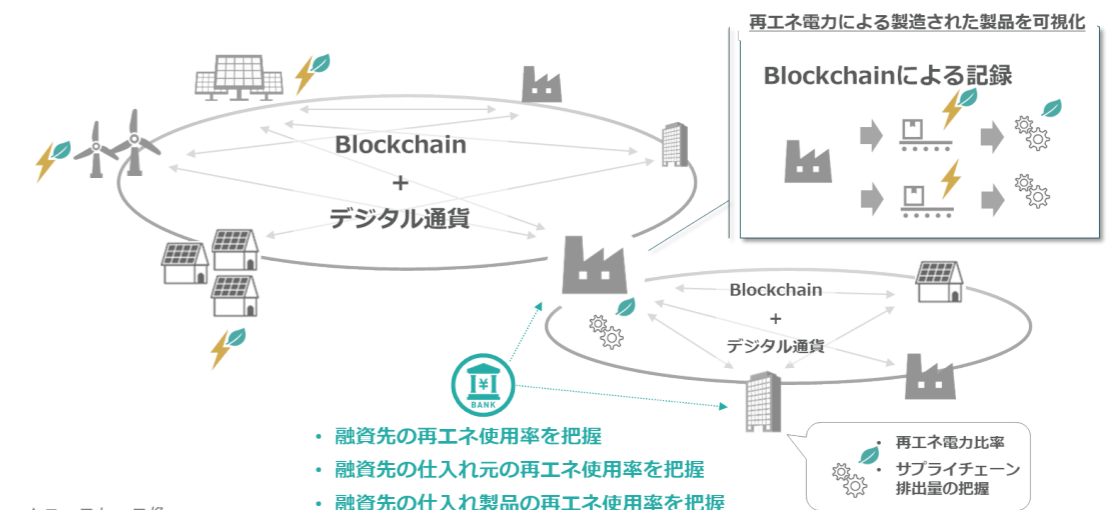 再エネ電力による製造された製品を可視化
Blockchainによる記録
Blockchain
+
デジタル通貨
Blockchain
+
デジタル通貨
¥
BANK
・ 融資先の再エネ使用率を把握
・ 融資先の仕入れ元の再エネ使用率を把握
・ 融資先の仕入れ製品の再エネ使用率を把握
・ 再エネ電力比率
・ サプライチェーン
排出量の把握